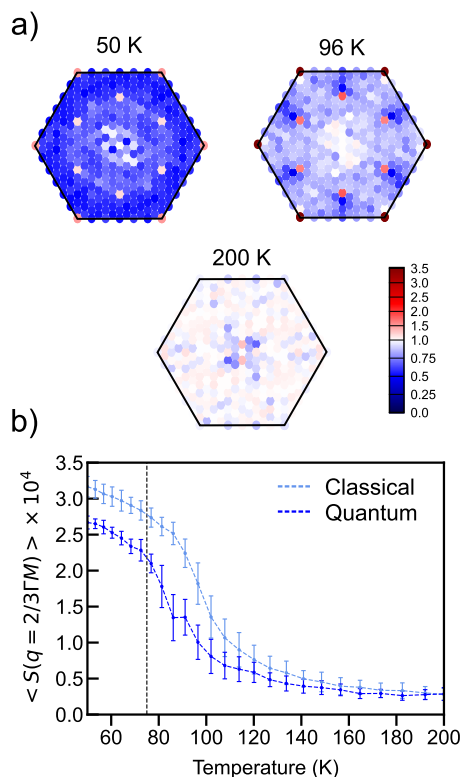 a)
50 K
96 K
200 K
3.5
3.0
2.5
2.0
1.5
1.0
0.75
0.5
0.25
0.0
b)
3.5
3.0
2.5
2.0
1.5
1.0
0.5
0.0
< S(q = 2/3ΓM) > × 10⁴
Classical
Quantum
60 80 100 120 140 160 180 200
Temperature (K)